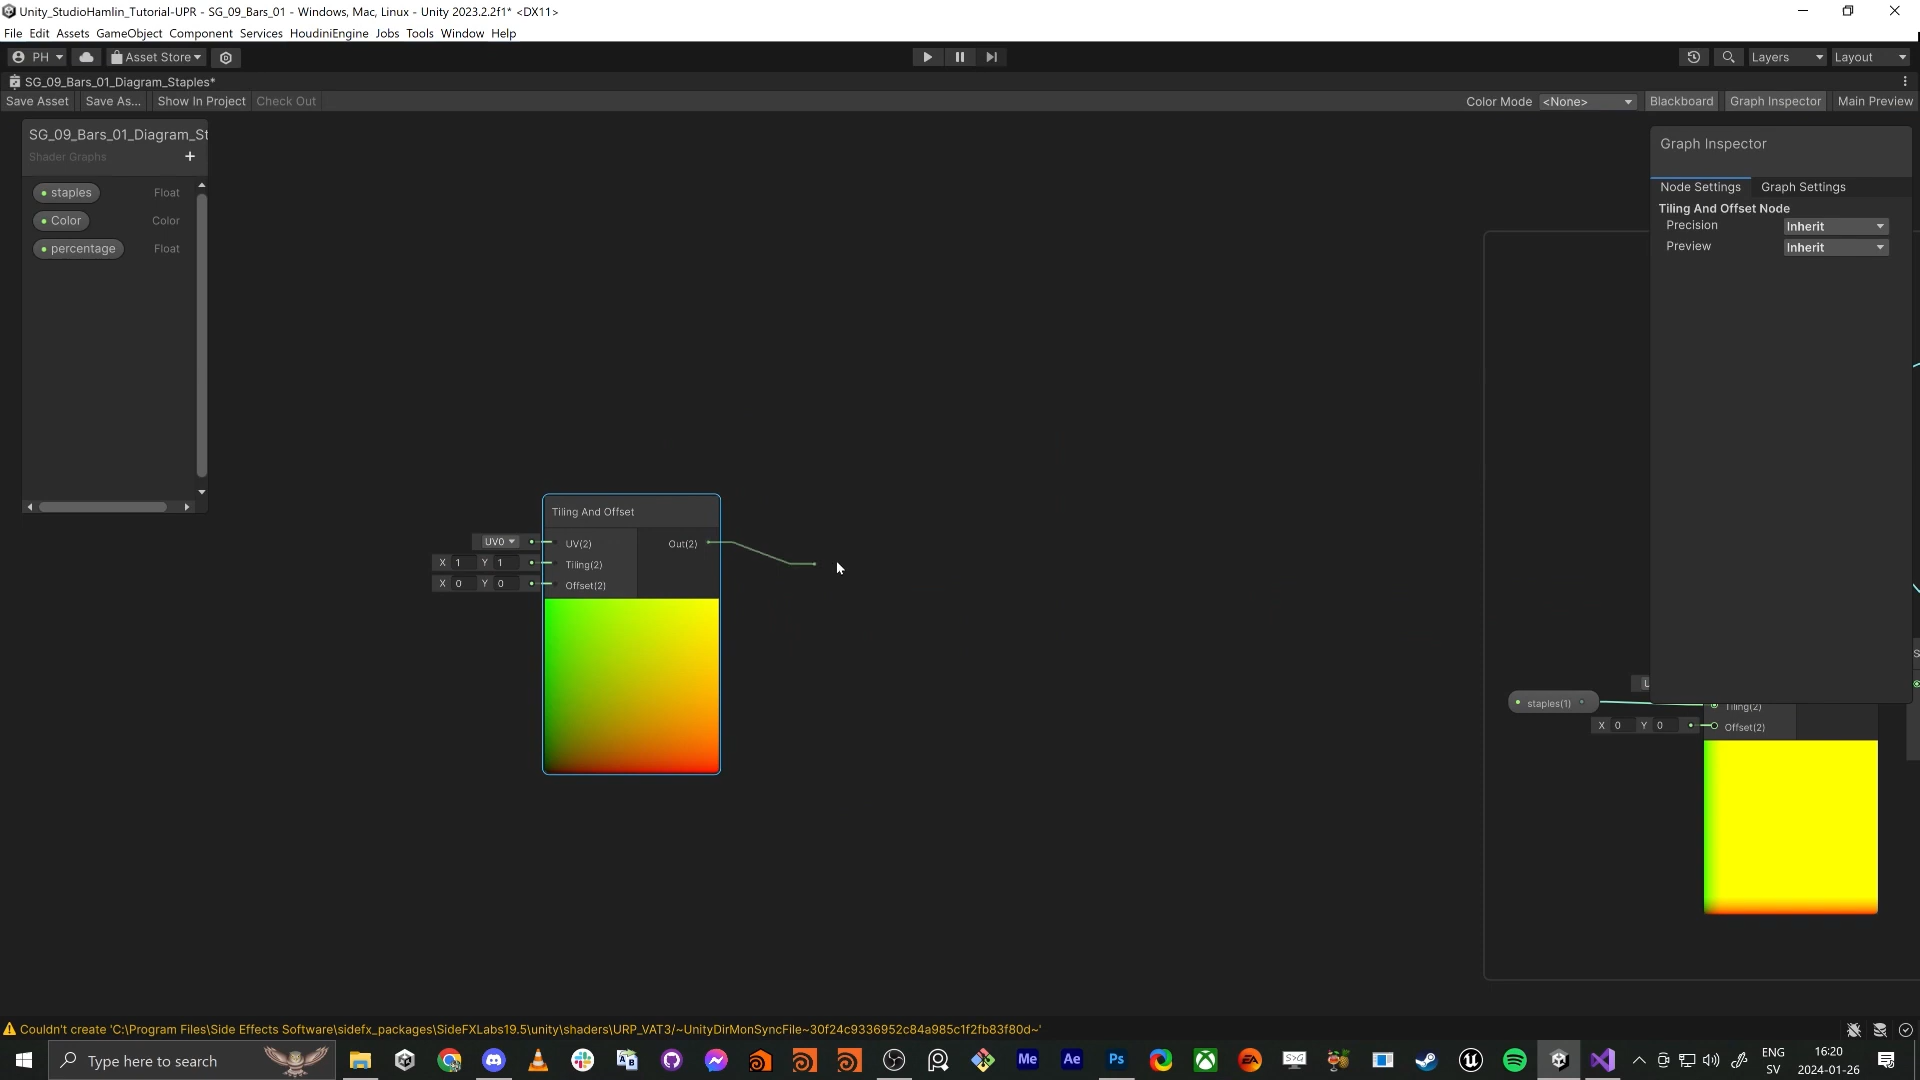 Unity_StudioHamlin_Tutorial-UPR - SG_09_Bars_01 - Windows, Mac, Linux - Unity 2023.2.2f1* <DX11>
File Edit Assets GameObject Component Services HoudiniEngine Jobs Tools Window Help
PH Asset Store Layers Layout
SG_09_Bars_01_Diagram_Staples*
Save Asset Save As... Show In Project Check Out Color Mode <None> Blackboard Graph Inspector Main Preview
SG_09_Bars_01_Diagram_St
Shader Graphs +
staples Float
Color Color
percentage Float
Graph Inspector
Node Settings Graph Settings
Tiling And Offset Node
Precision Inherit
Preview Inherit
Tiling And Offset
UV0 UV(2) Out(2)
X 1 Y 1 Tiling(2)
X 0 Y 0 Offset(2)
staples(1) Tiling(2)
X 0 Y 0 Offset(2)
Couldn't create 'C:\Program Files\Side Effects Software\sidefx_packages\SideFXLabs19.5\unity\shaders\URP_VAT3/~UnityDirMonSyncFile~30f24c9336952c84a985c1f2fb83f80d~'
Type here to search
Me Ae Ps EA S>G
ENG
SV
16:20
2024-01-26